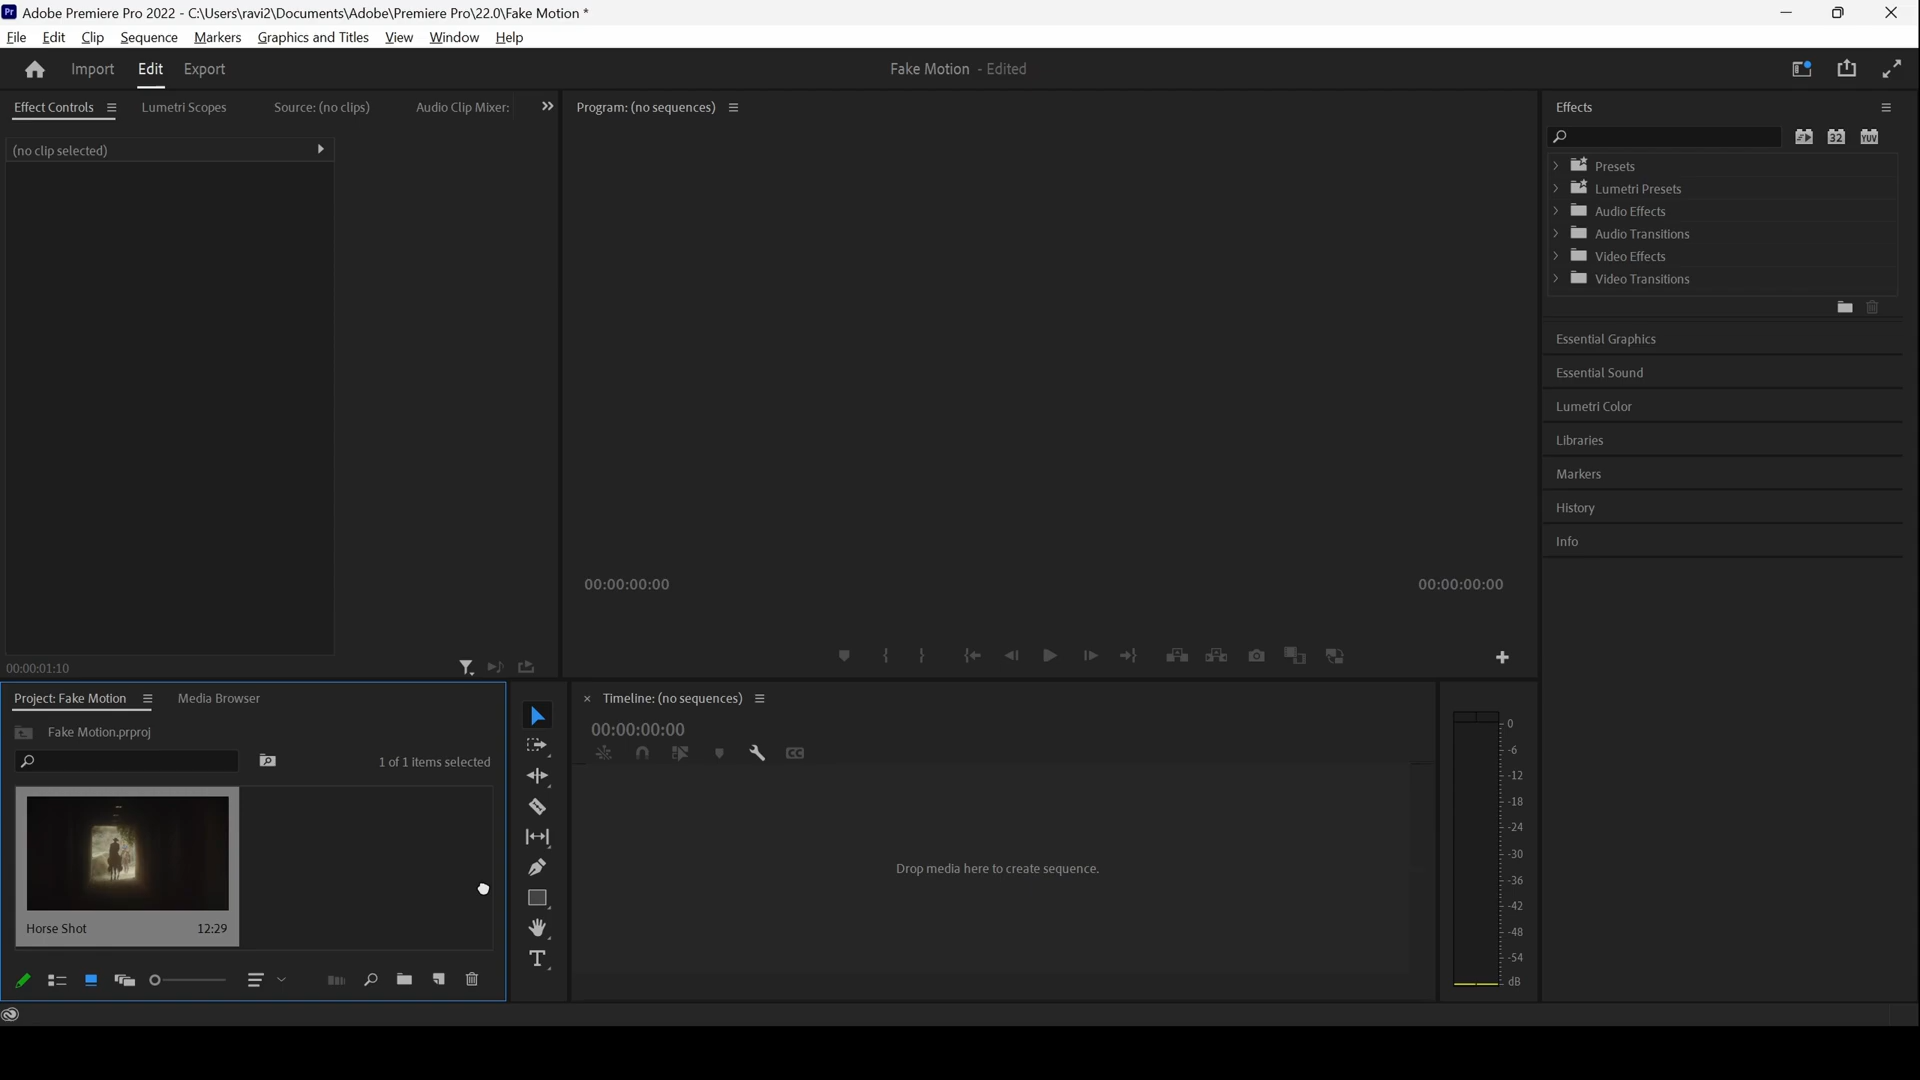 Pr Adobe Premiere Pro 2022 - C:\Users\ravi2\Documents\Adobe\Premiere Pro\22.0\Fake Motion *
File Edit Clip Sequence Markers Graphics and Titles View Window Help
Import Edit Export Fake Motion - Edited
Effect Controls Lumetri Scopes Source: (no clips) Audio Clip Mixer: Program: (no sequences) Effects
(no clip selected)
32 YUV
Presets
Lumetri Presets
Audio Effects
Audio Transitions
Video Effects
Video Transitions
Essential Graphics
Essential Sound
Lumetri Color
Libraries
Markers
History
Info
00:00:00:00 00:00:00:00
00:00:01:10
Project: Fake Motion Media Browser
Fake Motion.prproj
1 of 1 items selected
Horse Shot 12:29
Timeline: (no sequences)
00:00:00:00
CC
Drop media here to create sequence.
T
0
-6
-12
-18
-24
-30
-36
-42
-48
-54
dB